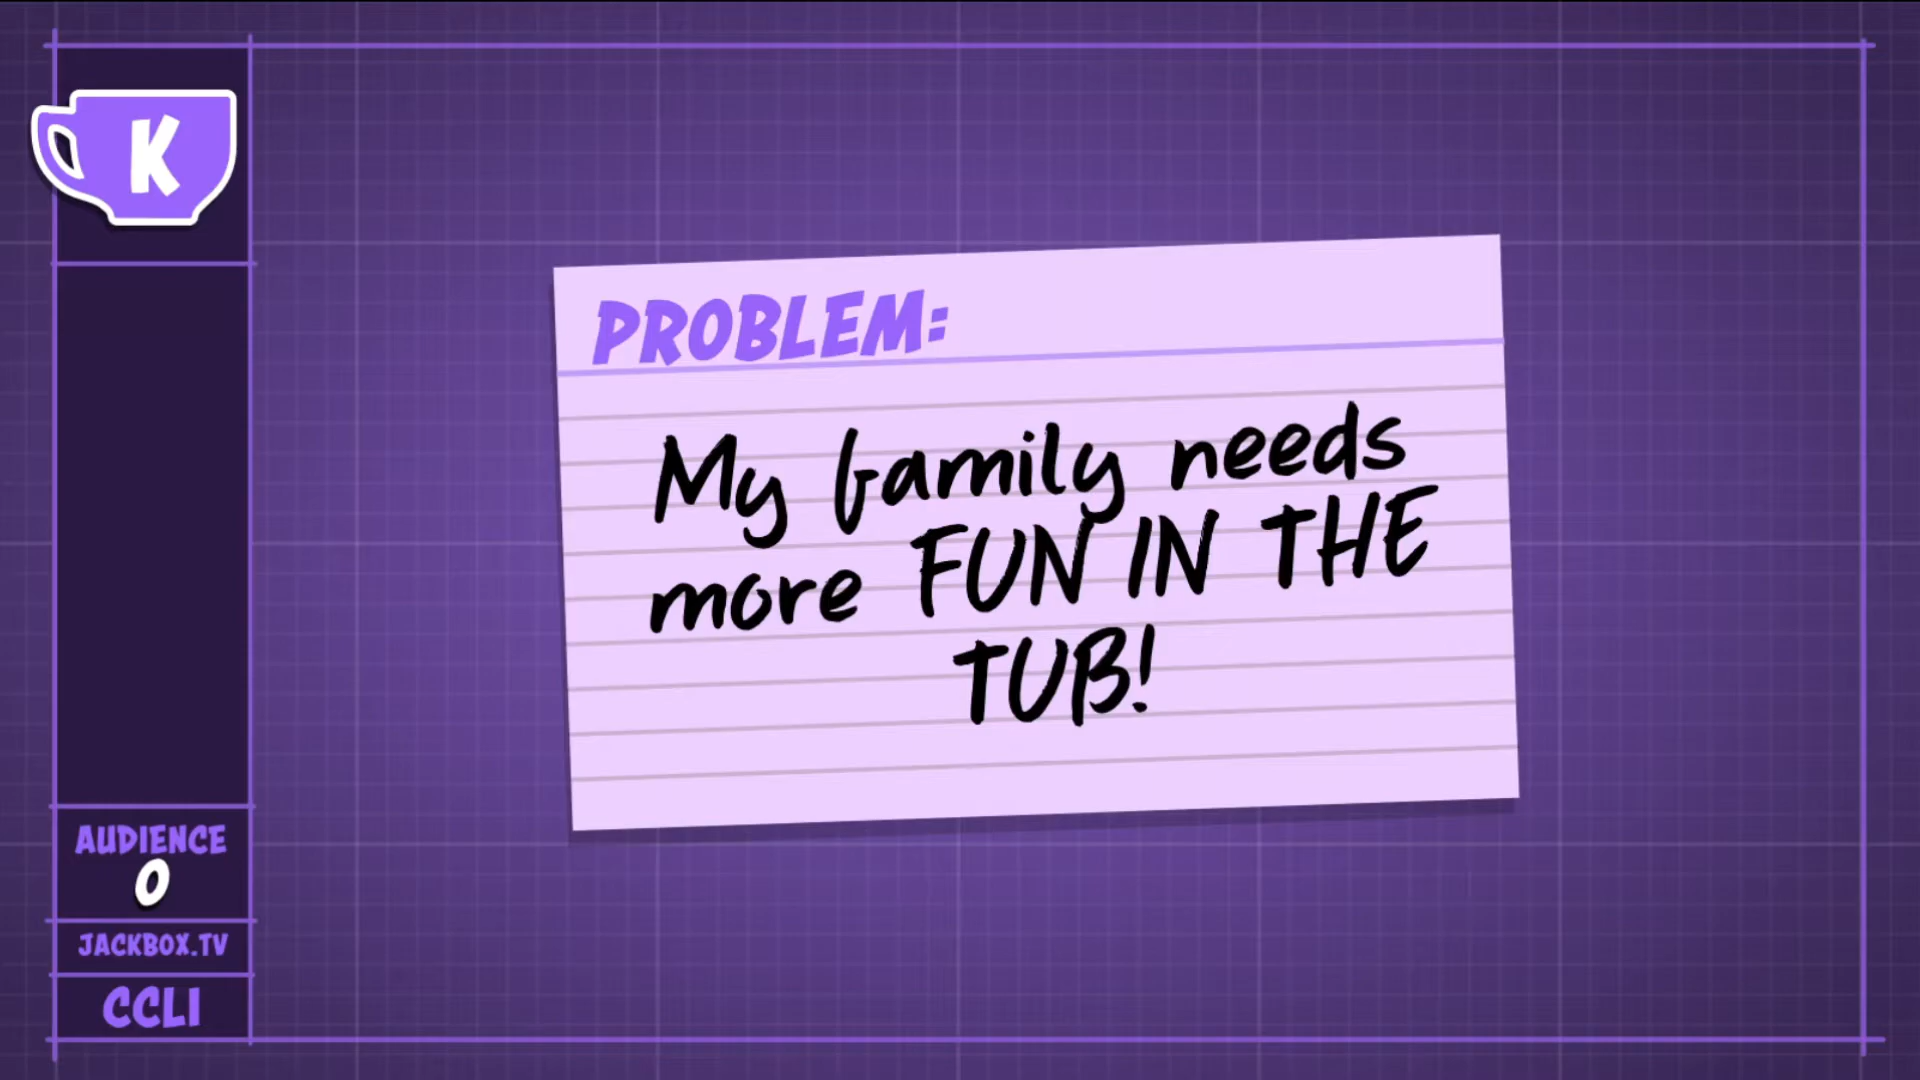 K
PROBLEM:
My family needs
more FUN IN THE
TUB!
AUDIENCE
0
JACKBOX.TV
CCLI